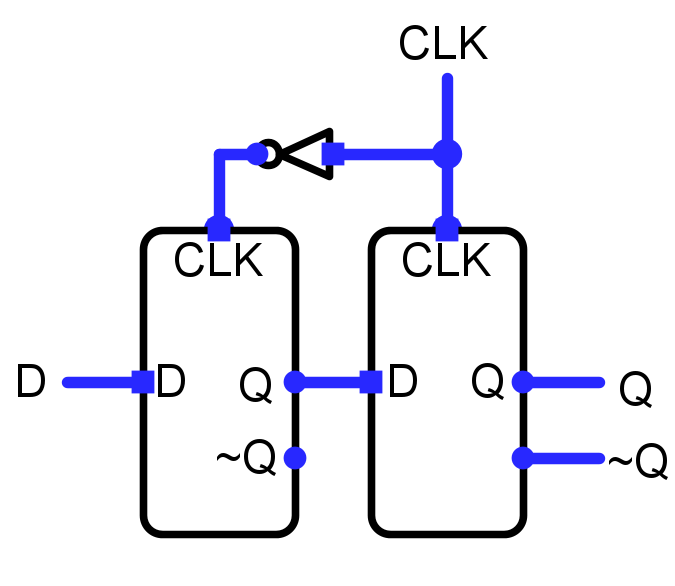 CLK
CLK CLK
D D Q D Q Q
~Q ~Q